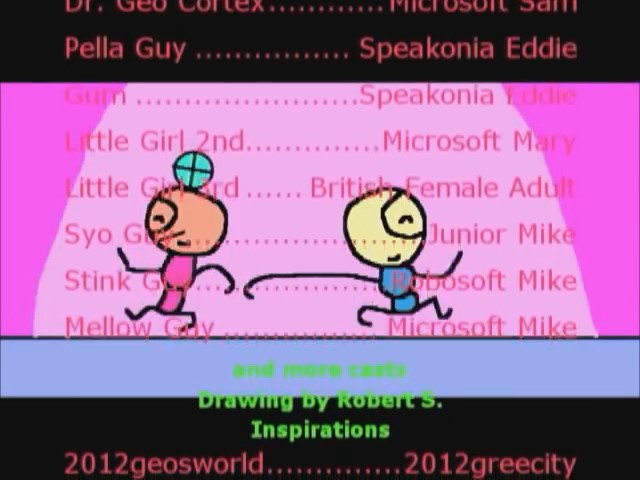 Dr. Geo Cortex............Microsoft Sam
Pella Guy ................ Speakonia Eddie
Gum ......................Speakonia Eddie
Little Girl 2nd.............Microsoft Mary
Little Girl 3rd ...... British Female Adult
Syo Guy.........................Junior Mike
Stink Guy................... Robosoft Mike
Mellow Guy ............... Microsoft Mike
and more casts
Drawing by Robert S.
Inspirations
2012geosworld.............2012greecity